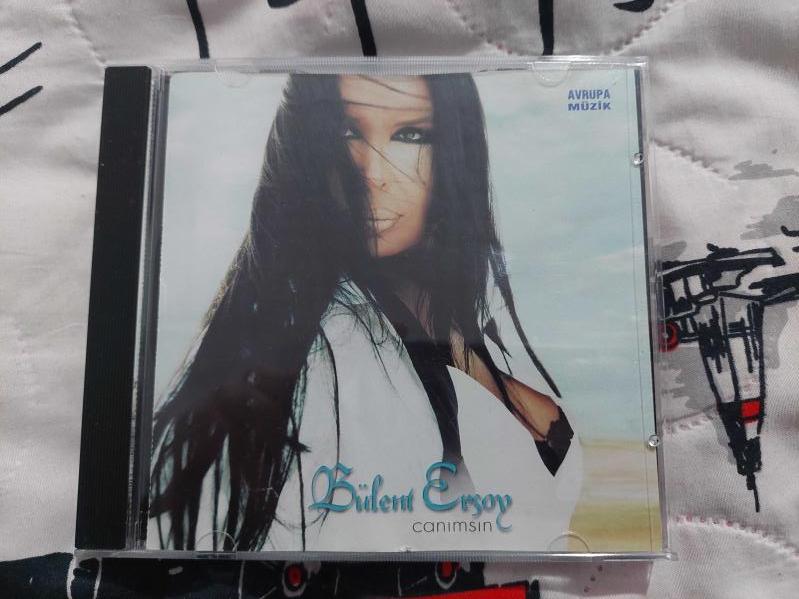 AVRUPA
MÜZİK
Bülent Ersoy
canımsın